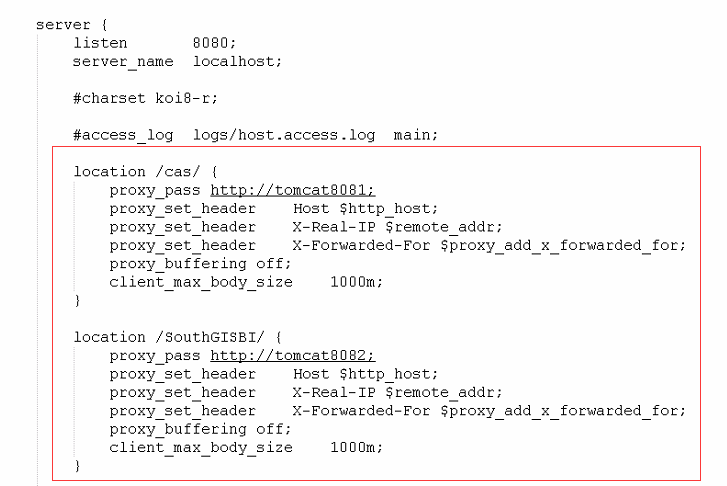 server {
listen 8080;
server_name localhost;
#charset koi8-r;
#access_log logs/host.access.log main;
location /cas/ {
proxy_pass http://tomcat8081;
proxy_set_header Host $http_host;
proxy_set_header X-Real-IP $remote_addr;
proxy_set_header X-Forwarded-For $proxy_add_x_forwarded_for;
proxy_buffering off;
client_max_body_size 1000m;
}
location /SouthGISBI/ {
proxy_pass http://tomcat8082;
proxy_set_header Host $http_host;
proxy_set_header X-Real-IP $remote_addr;
proxy_set_header X-Forwarded-For $proxy_add_x_forwarded_for;
proxy_buffering off;
client_max_body_size 1000m;
}